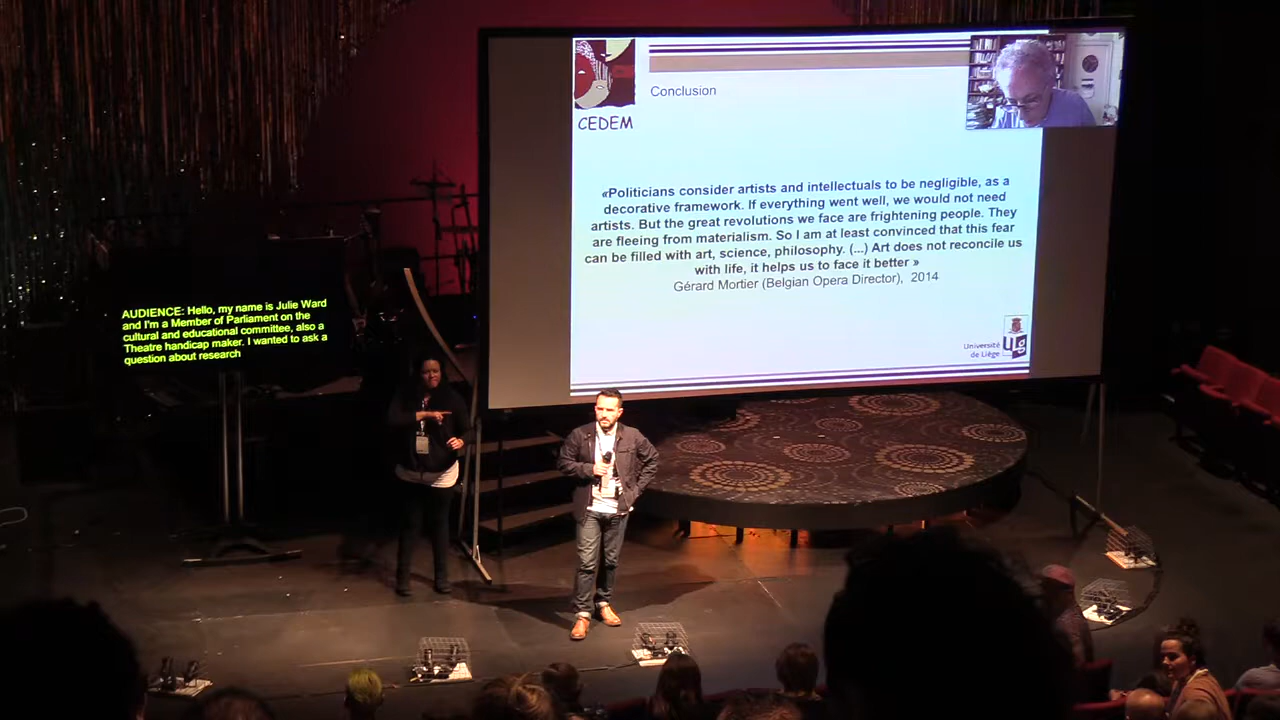 Conclusion
CEDEM
«Politicians consider artists and intellectuals to be negligible, as a
decorative framework. If everything went well, we would not need
artists. But the great revolutions we face are frightening people. They
are fleeing from materialism. So I am at least convinced that this fear
can be filled with art, science, philosophy. (...) Art does not reconcile us
with life, it helps us to face it better »
Gérard Mortier (Belgian Opera Director), 2014
Université
de Liège
AUDIENCE: Hello, my name is Julie Ward
and I'm a Member of Parliament on the
cultural and educational committee, also a
Theatre handicap maker. I wanted to ask a
question about research